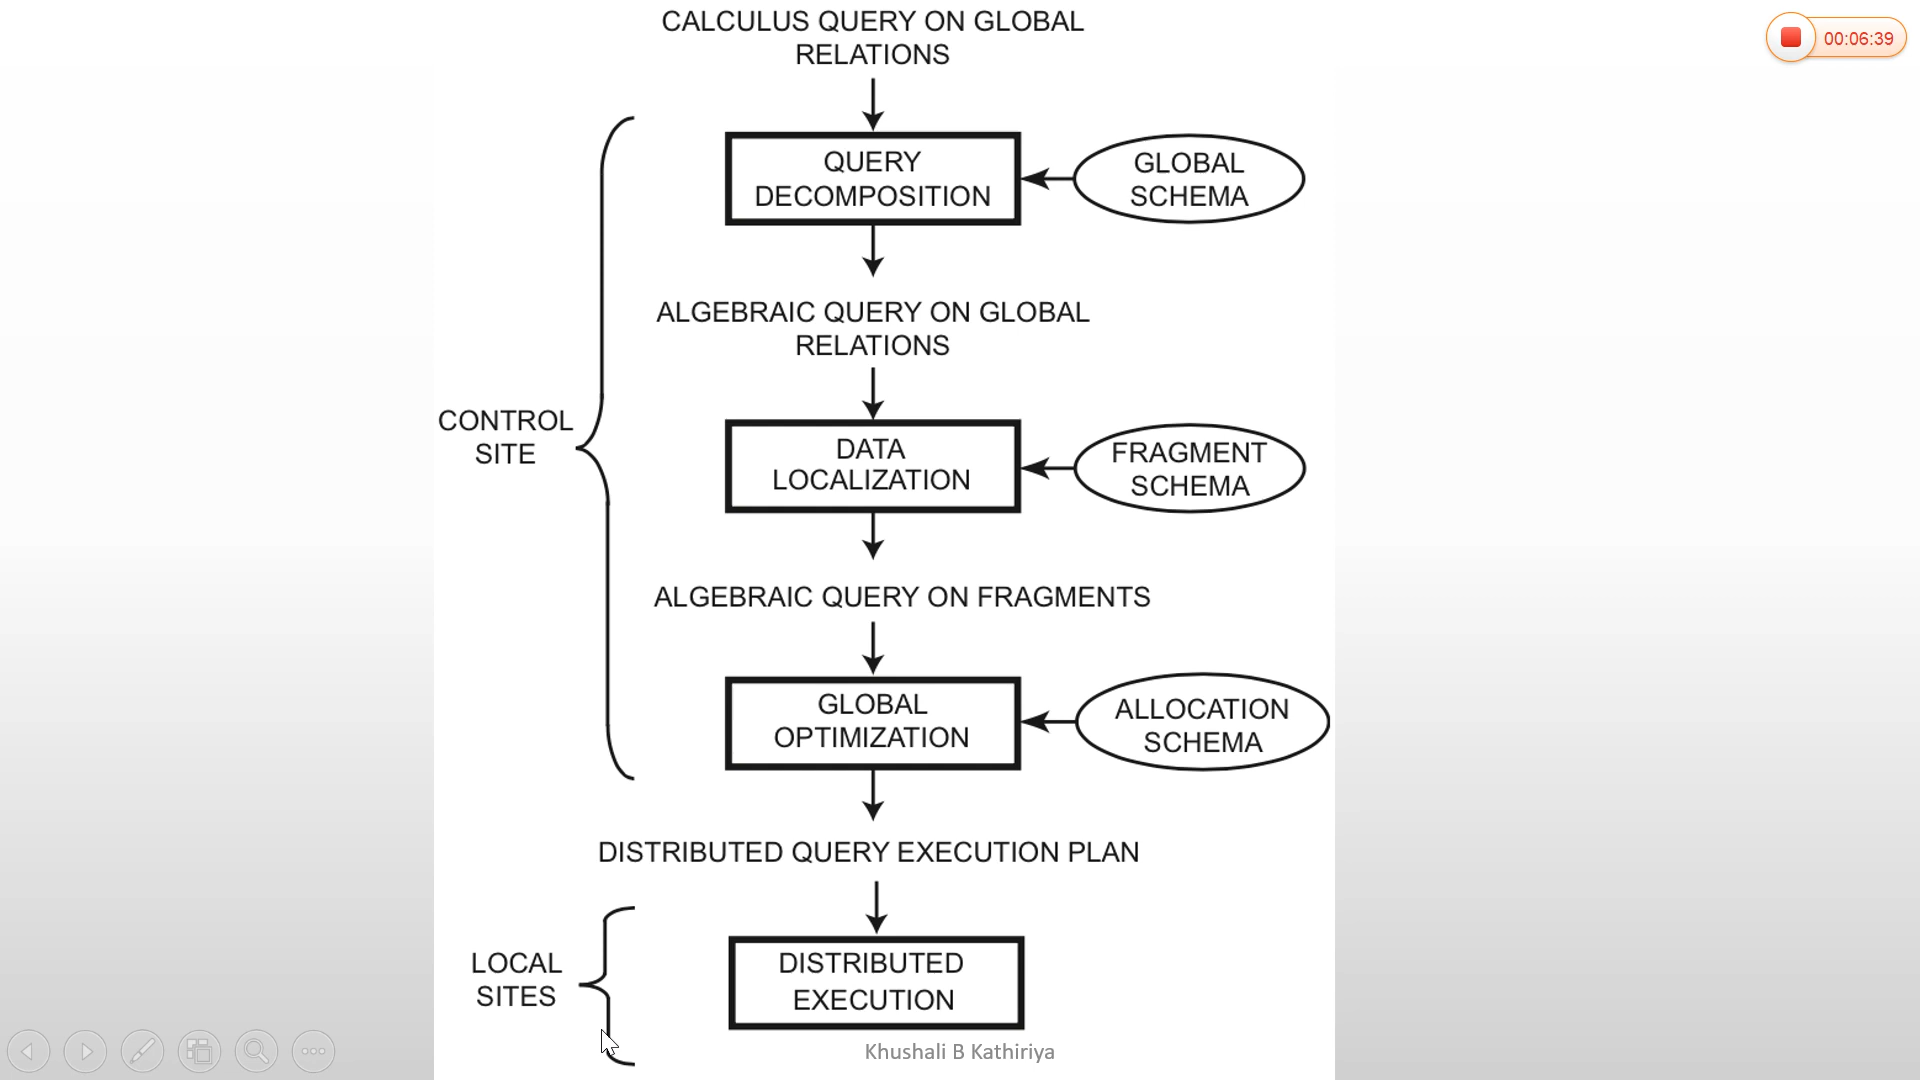 CALCULUS QUERY ON GLOBAL
RELATIONS
00:06:39
QUERY
DECOMPOSITION
GLOBAL
SCHEMA
ALGEBRAIC QUERY ON GLOBAL
RELATIONS
CONTROL
SITE
DATA
LOCALIZATION
FRAGMENT
SCHEMA
ALGEBRAIC QUERY ON FRAGMENTS
GLOBAL
OPTIMIZATION
ALLOCATION
SCHEMA
DISTRIBUTED QUERY EXECUTION PLAN
LOCAL
SITES
DISTRIBUTED
EXECUTION
Khushali B Kathiriya